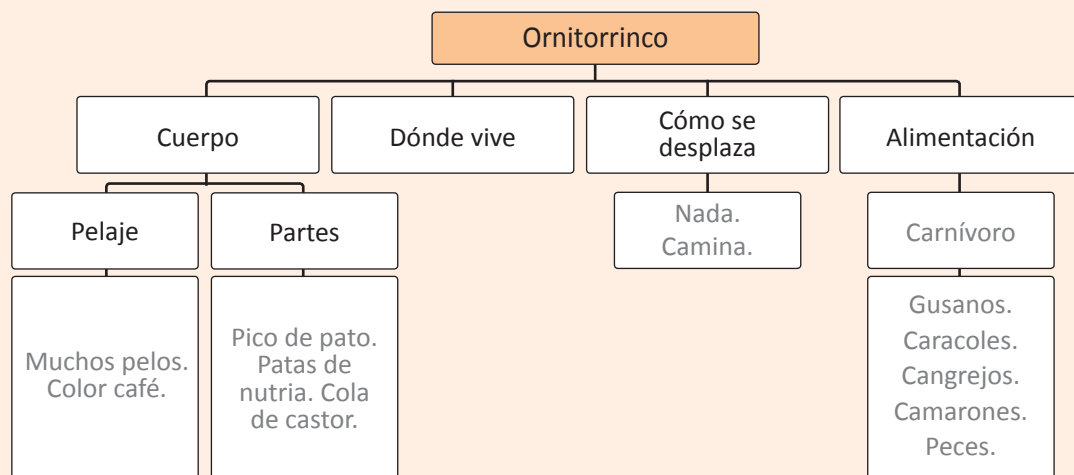 Ornitorrinco
Cuerpo
Dónde vive
Cómo se
desplaza
Alimentación
Pelaje
Partes
Nada.
Camina.
Carnívoro
Muchos pelos.
Color café.
Pico de pato.
Patas de
nutria. Cola
de castor.
Gusanos.
Caracoles.
Cangrejos.
Camarones.
Peces.